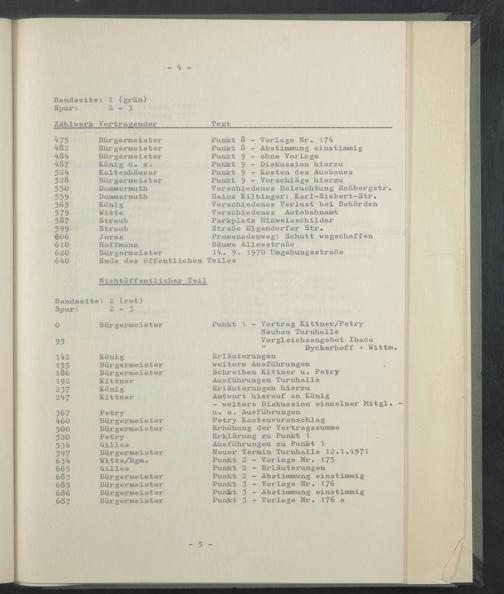 - 4 -
Bandseite: 1 (grün)
Spur: 2 - 3
Zählwerk Vortragender Text
475 Bürgermeister Punkt 8 - Vorlage Nr. 174
482 Bürgermeister Punkt 8 - Abstimmung einstimmig
484 Bürgermeister Punkt 9 - ohne Vorlage
487 König u. a. Punkt 9 - Diskussion hierzu
524 Kaltenhäuser Punkt 9 - Kosten des Ausbaues
528 Bürgermeister Punkt 9 - Vorschläge hierzu
550 Dommermuth Verschiedenes Beleuchtung Roßbergstr.
559 Dommermuth Heinz Kilbinger: Karl-Siebert-Str.
565 König Verschiedenes Verlust bei Behörden
579 Witte Verschiedenes Autobahnamt
587 Straub Parkplatz Hinweisschilder
599 Straub Straße Elgendorfer Str.
606 Jeras Promenadenweg: Schutt wegschaffen
610 Hoffmann Bäume Alleestraße
620 Bürgermeister 14. 9. 1970 Umgehungsstraße
640 Ende des öffentlichen Teiles
Nichtöffentlicher Teil
Bandseite: 2 (rot)
Spur: 2 - 3
0 Bürgermeister Punkt 1 - Vertrag Kittner/Petry
Neubau Turnhalle
95 Vergleichsangebot Ibaco
" Dyckerhoff + Widtm.
142 König Erläuterungen
155 Bürgermeister weitere Ausführungen
186 Bürgermeister Schreiben Kittner u. Petry
192 Kittner Ausführungen Turnhalle
237 König Erläuterungen hierzu
247 Kittner Antwort hierauf an König
- weitere Diskussion einzelner Mitgl. -
367 Petry u. a. Ausführungen
460 Bürgermeister Petry Kostenvoranschlag
500 Bürgermeister Erhöhung der Vertragssumme
520 Petry Erklärung zu Punkt 1
534 Gilles Ausführungen zu Punkt 1
597 Bürgermeister Neuer Termin Turnhalle 12.1.1971
654 Witte/Bgm. Punkt 2 - Vorlage Nr. 175
665 Gilles Punkt 2 - Erläuterungen
683 Bürgermeister Punkt 2 - Abstimmung einstimmig
685 Bürgermeister Punkt 3 - Vorlage Nr. 176
686 Bürgermeister Punkt 3 - Abstimmung einstimmig
687 Bürgermeister Punkt 3 - Vorlage Nr. 176 a
- 5 -